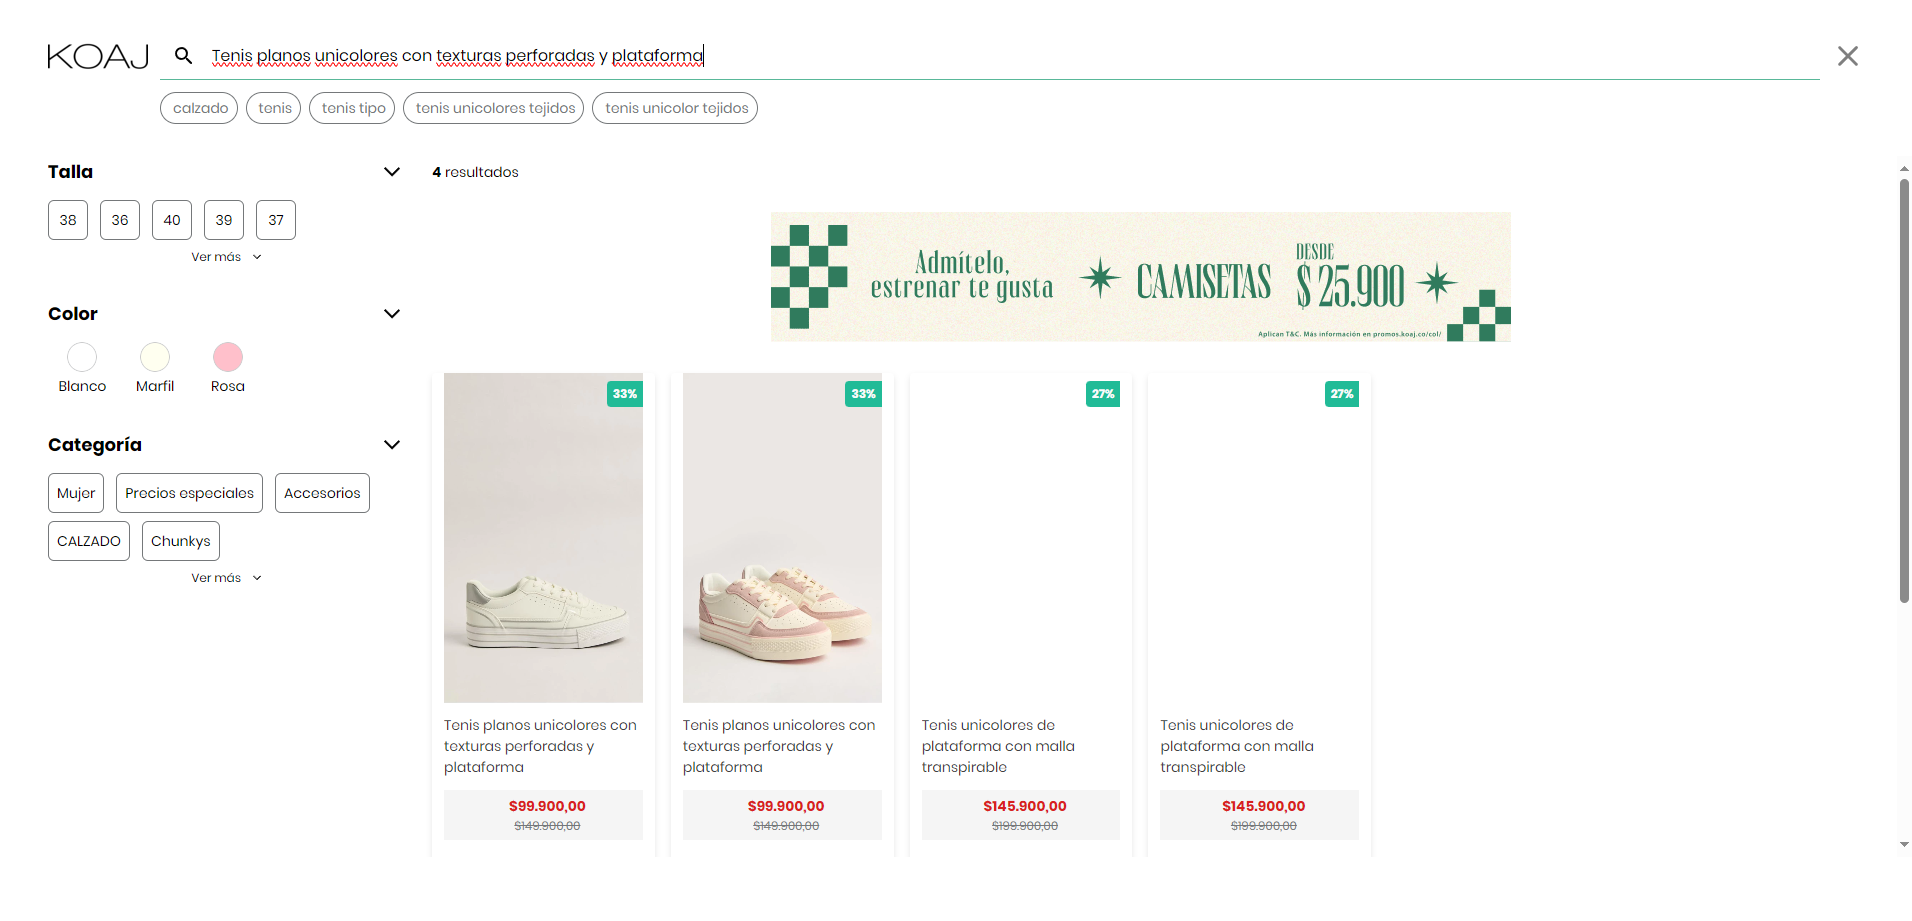 KOAJ
Tenis planos unicolores con texturas perforadas y plataforma
calzado
tenis
tenis tipo
tenis unicolores tejidos
tenis unicolor tejidos
Talla
38
36
40
39
37
Ver más
Color
Blanco
Marfil
Rosa
Categoría
Mujer
Precios especiales
Accesorios
CALZADO
Chunkys
Ver más
4 resultados
Admítelo,
estrenar te gusta
CAMISETAS
DESDE
$ 25.900
Aplican T&C. Más información en promos.koaj.co/col/
33%
Tenis planos unicolores con
texturas perforadas y
plataforma
$99.900,00
$149.900,00
33%
Tenis planos unicolores con
texturas perforadas y
plataforma
$99.900,00
$149.900,00
27%
Tenis unicolores de
plataforma con malla
transpirable
$145.900,00
$199.900,00
27%
Tenis unicolores de
plataforma con malla
transpirable
$145.900,00
$199.900,00